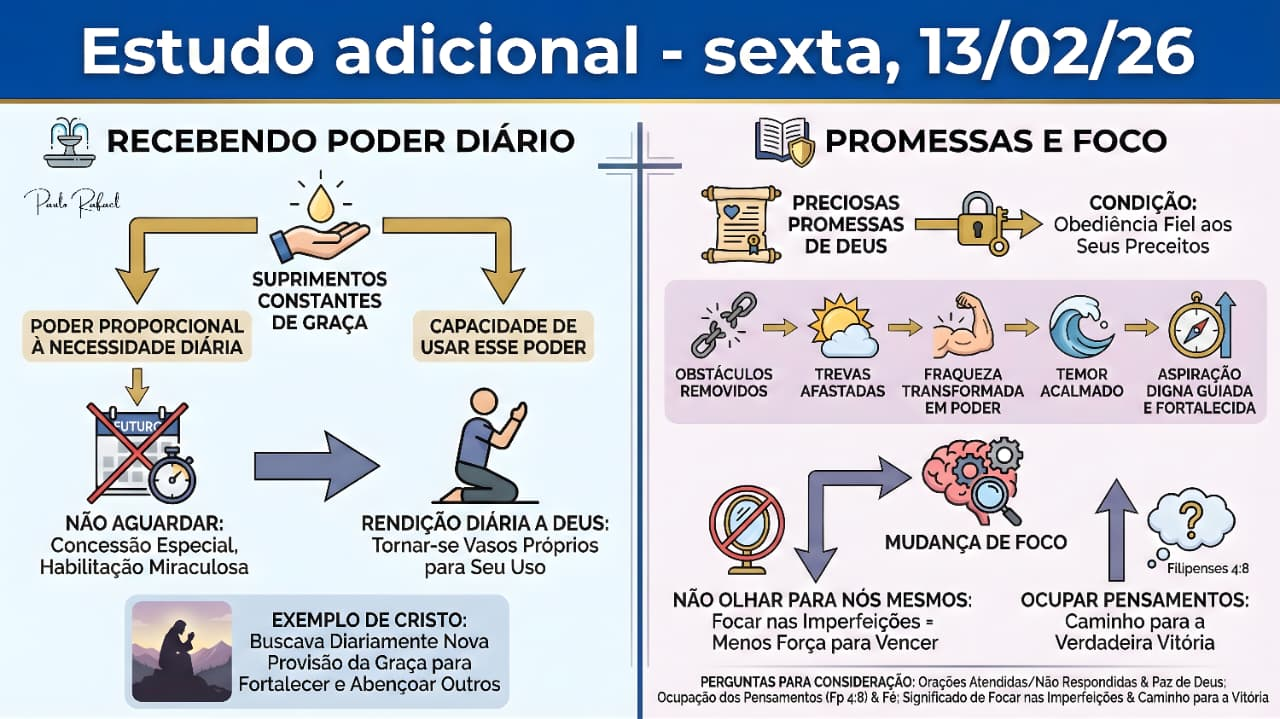 Estudo adicional - sexta, 13/02/26
RECEBENDO PODER DIÁRIO
Paulo Rafael
SUPRIMENTOS
CONSTANTES
DE GRAÇA
PODER PROPORCIONAL
À NECESSIDADE DIÁRIA
CAPACIDADE DE
USAR ESSE PODER
FUTURO
NÃO AGUARDAR:
Concessão Especial,
Habilitação Miraculosa
RENDIÇÃO DIÁRIA A DEUS:
Tornar-se Vasos Próprios
para Seu Uso
EXEMPLO DE CRISTO:
Buscava Diariamente Nova
Provisão da Graça para
Fortalecer e Abençoar Outros
PROMESSAS E FOCO
PRECIOSAS
PROMESSAS
DE DEUS
CONDIÇÃO:
Obediência Fiel aos
Seus Preceitos
OBSTÁCULOS
REMOVIDOS
TREVAS
AFASTADAS
FRAQUEZA
TRANSFORMADA
EM PODER
TEMOR
ACALMADO
ASPIRAÇÃO
DIGNA GUIADA
E FORTALECIDA
MUDANÇA DE FOCO
?
Filipenses 4:8
NÃO OLHAR PARA NÓS MESMOS:
Focar nas Imperfeições =
Menos Força para Vencer
OCUPAR PENSAMENTOS:
Caminho para a
Verdadeira Vitória
PERGUNTAS PARA CONSIDERAÇÃO: Orações Atendidas/Não Respondidas & Paz de Deus;
Ocupação dos Pensamentos (Fp 4:8) & Fé; Significado de Focar nas Imperfeições & Caminho para a Vitória